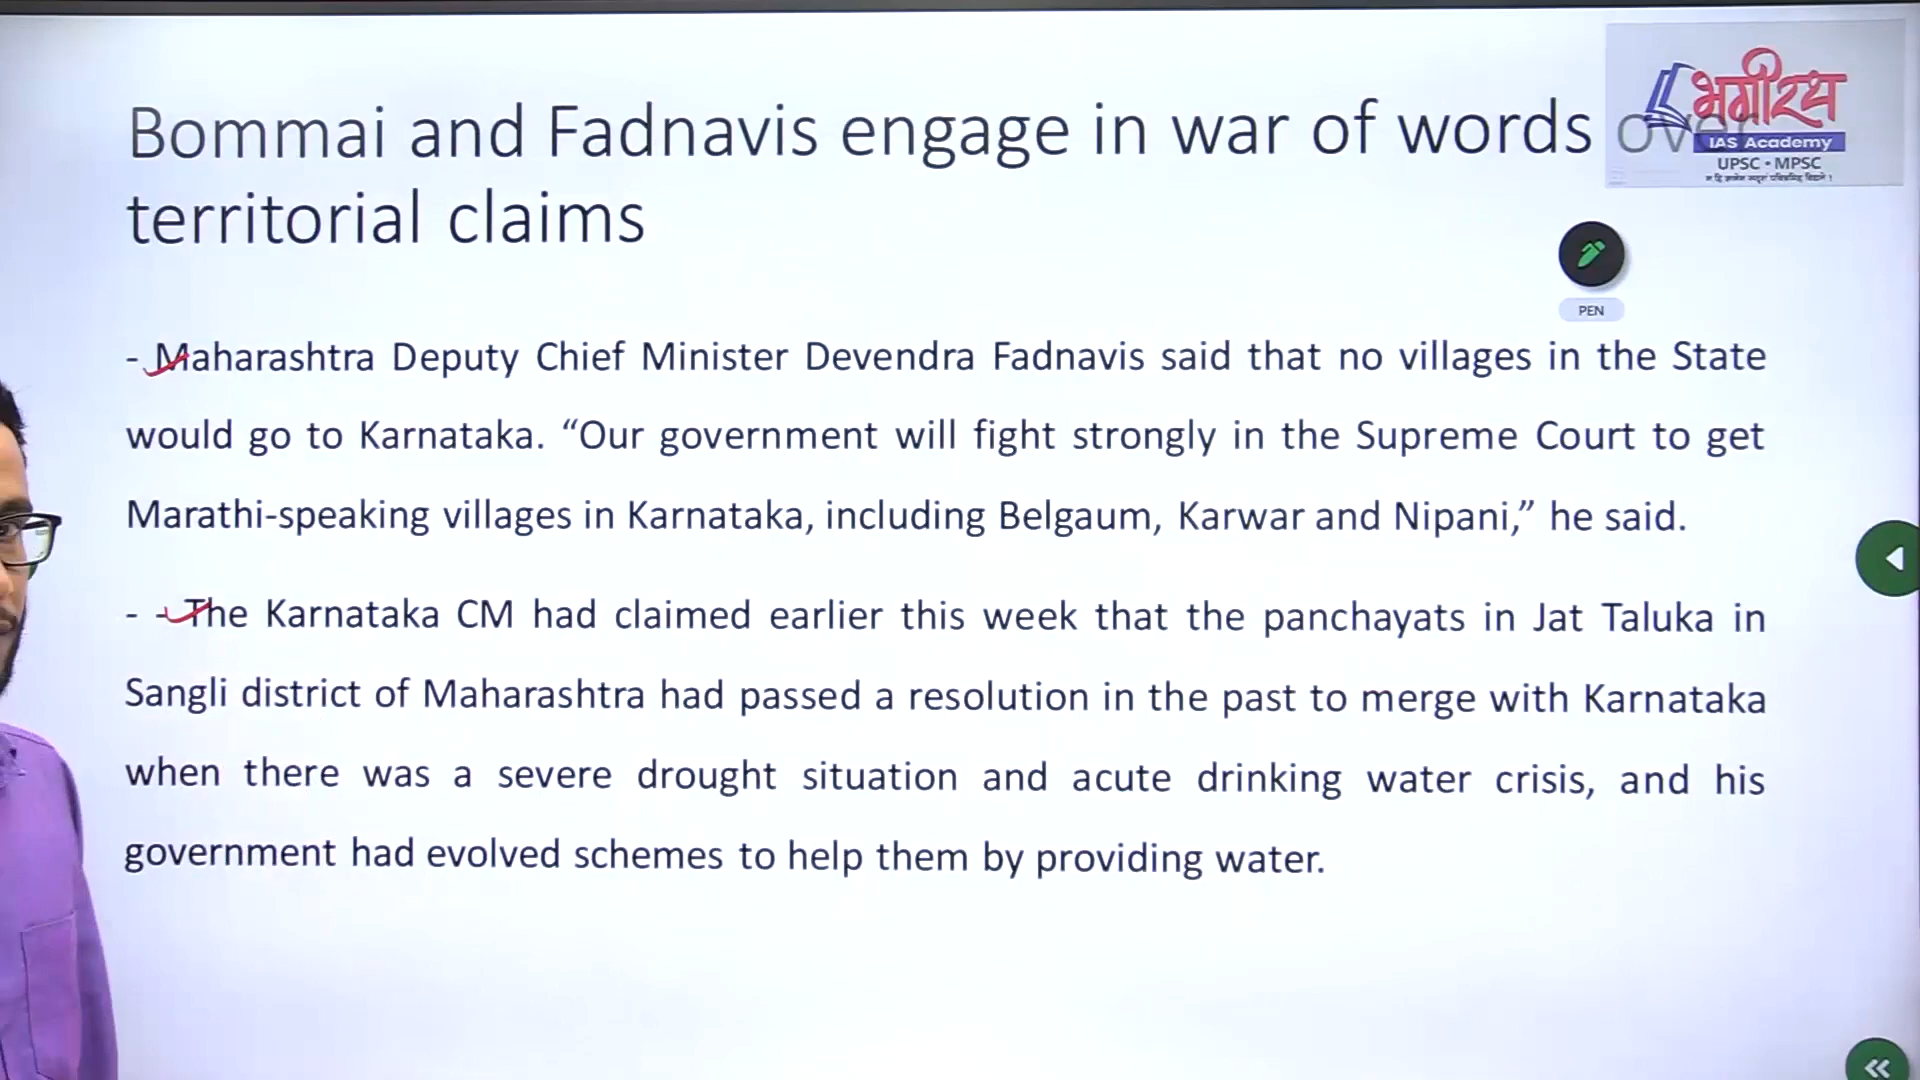 Bommai and Fadnavis engage in war of words over
territorial claims
भगीरथ
IAS Academy
UPSC • MPSC
PEN
- Maharashtra Deputy Chief Minister Devendra Fadnavis said that no villages in the State
would go to Karnataka. “Our government will fight strongly in the Supreme Court to get
Marathi-speaking villages in Karnataka, including Belgaum, Karwar and Nipani,” he said.
- - The Karnataka CM had claimed earlier this week that the panchayats in Jat Taluka in
Sangli district of Maharashtra had passed a resolution in the past to merge with Karnataka
when there was a severe drought situation and acute drinking water crisis, and his
government had evolved schemes to help them by providing water.